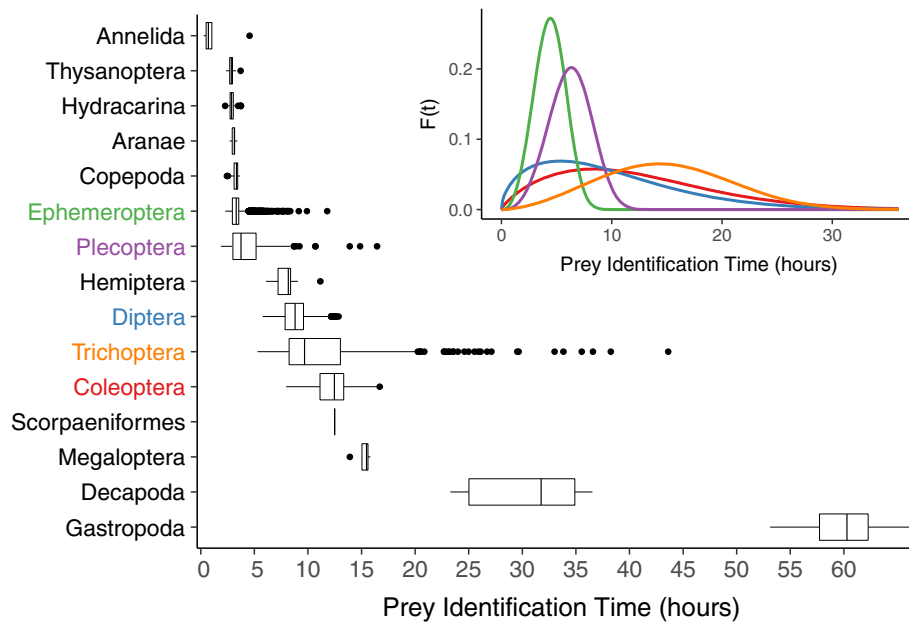 Annelida
Thysanoptera
Hydracarina
Aranae
Copepoda
Ephemeroptera
Plecoptera
Hemiptera
Diptera
Trichoptera
Coleoptera
Scorpaeniformes
Megaloptera
Decapoda
Gastropoda
0 5 10 15 20 25 30 35 40 45 50 55 60
Prey Identification Time (hours)
F(t)
0.2
0.1
0.0
0 10 20 30
Prey Identification Time (hours)